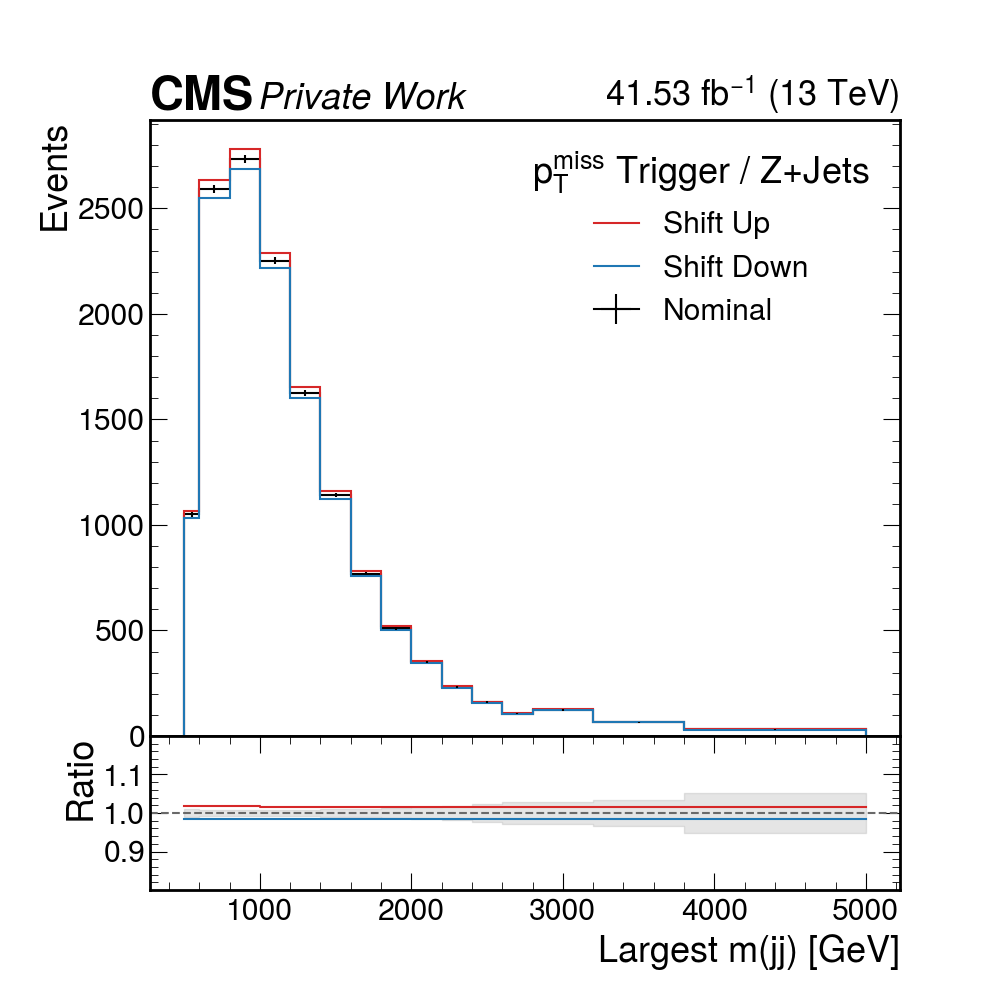 CMS Private Work 41.53 fb⁻¹ (13 TeV)
Events
p_T^miss Trigger / Z+Jets
Shift Up
Shift Down
Nominal
2500
2000
1500
1000
500
0
Ratio
1.1
1.0
0.9
1000 2000 3000 4000 5000
Largest m(jj) [GeV]